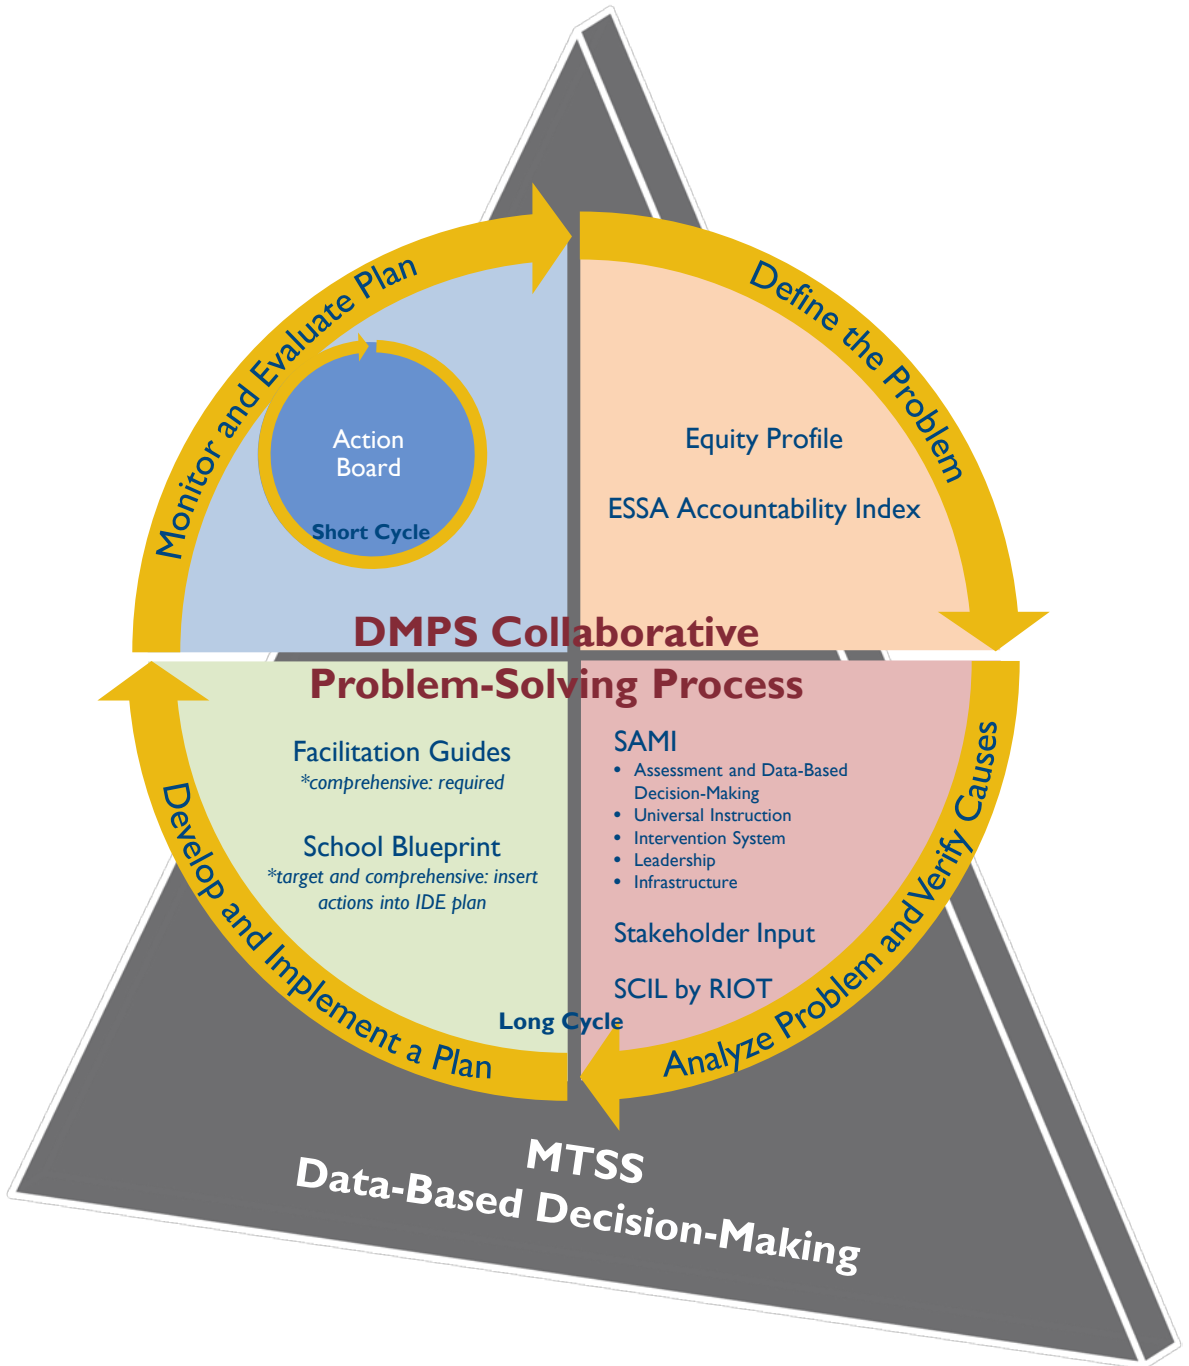 Monitor and Evaluate Plan
Define the Problem
Action
Board
Short Cycle
Equity Profile
ESSA Accountability Index
DMPS Collaborative
Problem-Solving Process
Facilitation Guides
*comprehensive: required
School Blueprint
*target and comprehensive: insert
actions into IDE plan
SAMI
• Assessment and Data-Based
Decision-Making
• Universal Instruction
• Intervention System
• Leadership
• Infrastructure
Stakeholder Input
SCIL by RIOT
Long Cycle
Develop and Implement a Plan
Analyze Problem and Verify Causes
MTSS
Data-Based Decision-Making